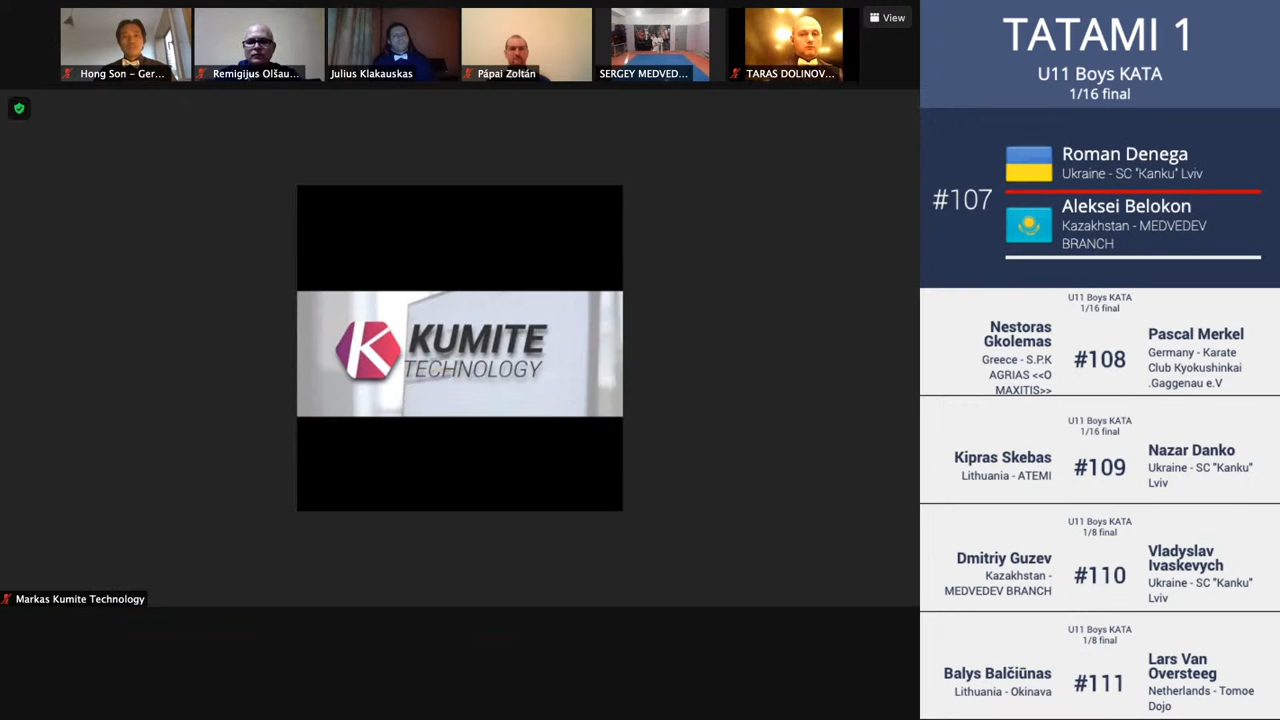 View
Hong Son – Ger...
Remigijus Olšau...
Julius Klakauskas
Pápai Zoltán
SERGEY MEDVED...
TARAS DOLINOV...
K KUMITE
TECHNOLOGY
Markas Kumite Technology
TATAMI 1
U11 Boys KATA
1/16 final
#107
Roman Denega
Ukraine - SC "Kanku" Lviv
Aleksei Belokon
Kazakhstan - MEDVEDEV
BRANCH
U11 Boys KATA
1/16 final
Nestoras
Gkolemas
Greece - S.P.K
AGRIAS <<O
MAXITIS>>
#108
Pascal Merkel
Germany - Karate
Club Kyokushinkai
.Gaggenau e.V
U11 Boys KATA
1/16 final
Kipras Skebas
Lithuania - ATEMI
#109
Nazar Danko
Ukraine - SC "Kanku"
Lviv
U11 Boys KATA
1/8 final
Dmitriy Guzev
Kazakhstan -
MEDVEDEV BRANCH
#110
Vladyslav
Ivaskevych
Ukraine - SC "Kanku"
Lviv
U11 Boys KATA
1/8 final
Balys Balčiūnas
Lithuania - Okinava
#111
Lars Van
Oversteeg
Netherlands - Tomoe
Dojo